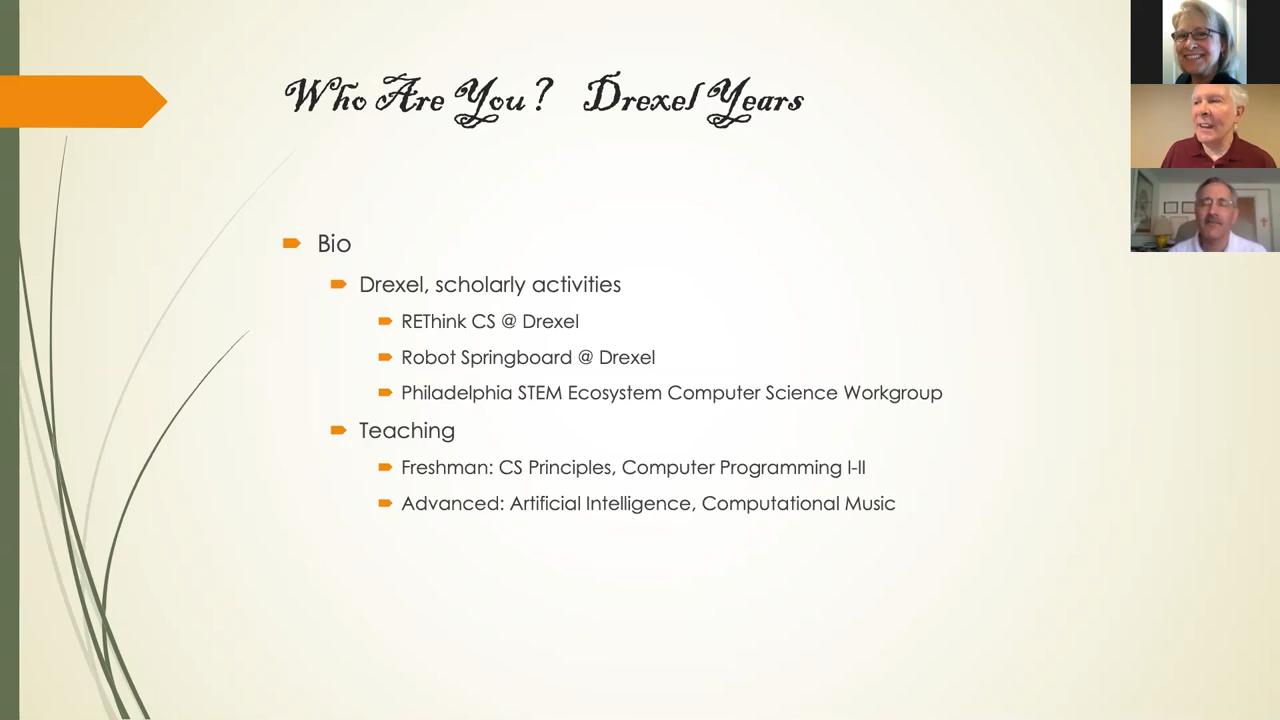 Who Are You? Drexel Years
Bio
Drexel, scholarly activities
REThink CS @ Drexel
Robot Springboard @ Drexel
Philadelphia STEM Ecosystem Computer Science Workgroup
Teaching
Freshman: CS Principles, Computer Programming I-II
Advanced: Artificial Intelligence, Computational Music